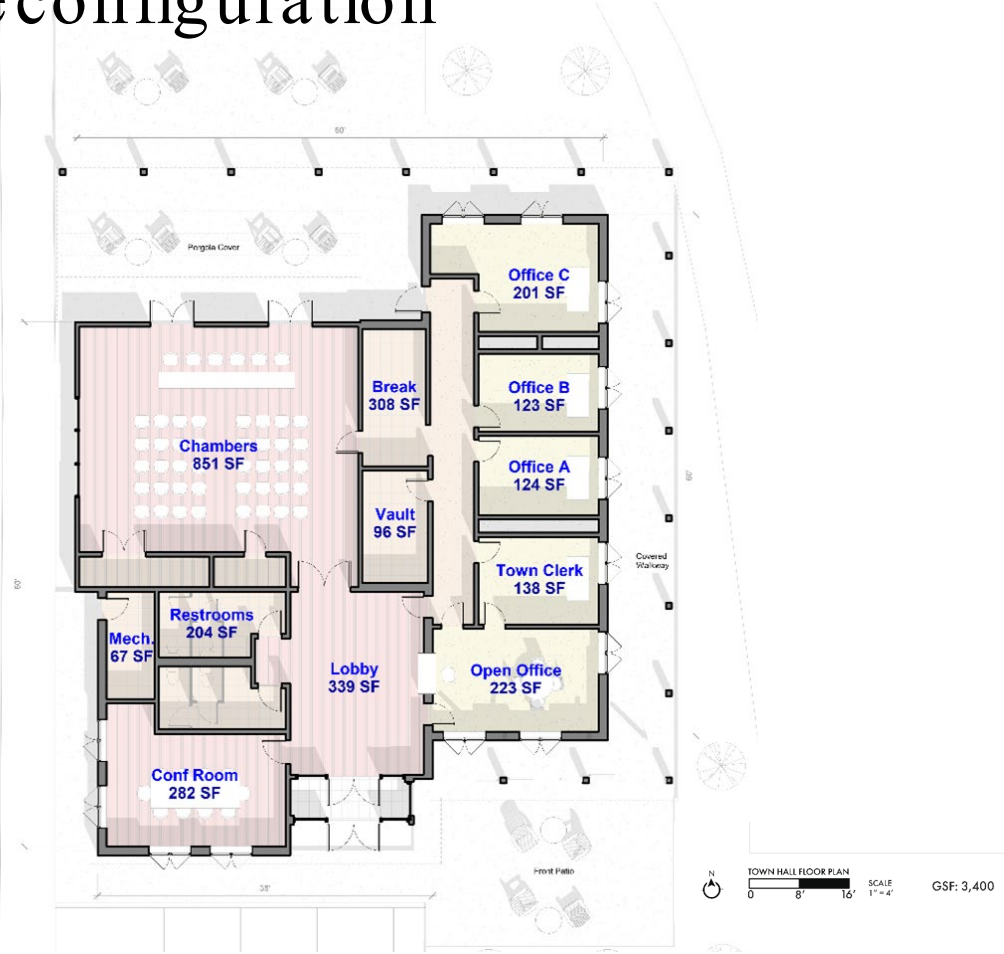 econfiguration
60'
Pergola Cover
Office C
201 SF
Break
308 SF
Office B
123 SF
Chambers
851 SF
Office A
124 SF
60'
Vault
96 SF
Covered
Walkway
Town Clerk
138 SF
60'
Restrooms
204 SF
Mech.
67 SF
Lobby
339 SF
Open Office
223 SF
Conf Room
282 SF
Front Patio
N
TOWN HALL FLOOR PLAN
0 8' 16'
SCALE
1" = 4'
GSF: 3,400